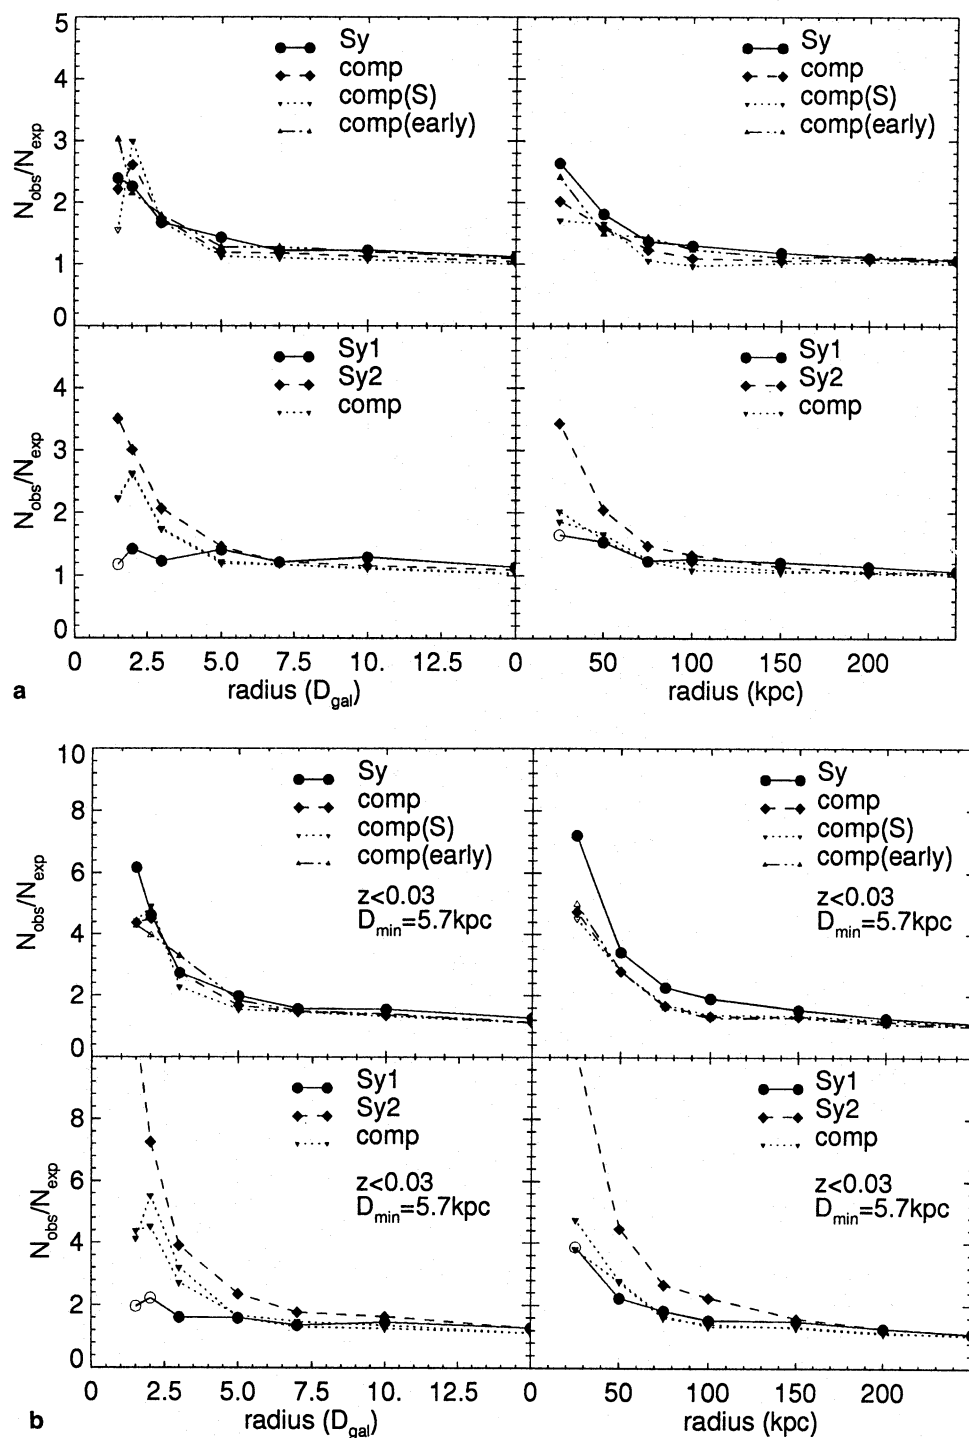 5
4
3
2
1
0
N_obs/N_exp
Sy
comp
comp(S)
comp(early)
Sy
comp
comp(S)
comp(early)
4
3
2
1
0
N_obs/N_exp
Sy1
Sy2
comp
Sy1
Sy2
comp
0 2.5 5.0 7.5 10. 12.5 0 50 100 150 200
radius (D_gal)
radius (kpc)
a
10
8
6
4
2
0
N_obs/N_exp
Sy
comp
comp(S)
comp(early)
z<0.03
D_min=5.7kpc
Sy
comp
comp(S)
comp(early)
z<0.03
D_min=5.7kpc
8
6
4
2
0
N_obs/N_exp
Sy1
Sy2
comp
z<0.03
D_min=5.7kpc
Sy1
Sy2
comp
z<0.03
D_min=5.7kpc
0 2.5 5.0 7.5 10. 12.5 0 50 100 150 200
radius (D_gal)
radius (kpc)
b